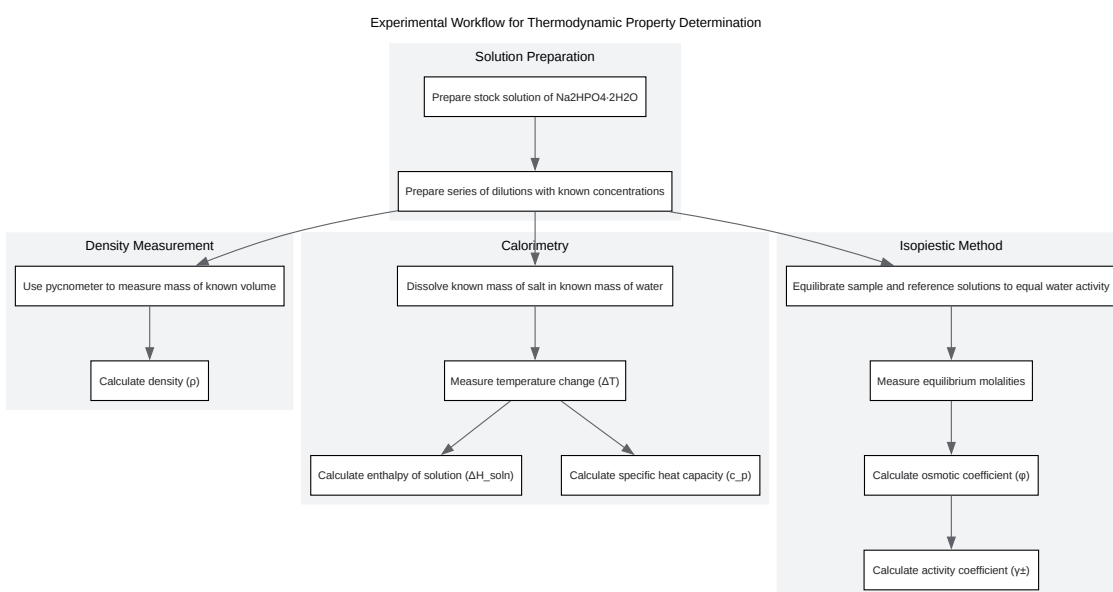 Experimental Workflow for Thermodynamic Property Determination
Solution Preparation
Prepare stock solution of Na2HPO4·2H2O
Prepare series of dilutions with known concentrations
Density Measurement
Use pycnometer to measure mass of known volume
Calculate density (ρ)
Calorimetry
Dissolve known mass of salt in known mass of water
Measure temperature change (ΔT)
Calculate enthalpy of solution (ΔH_soln)
Calculate specific heat capacity (c_p)
Isopiestic Method
Equilibrate sample and reference solutions to equal water activity
Measure equilibrium molalities
Calculate osmotic coefficient (φ)
Calculate activity coefficient (γ±)